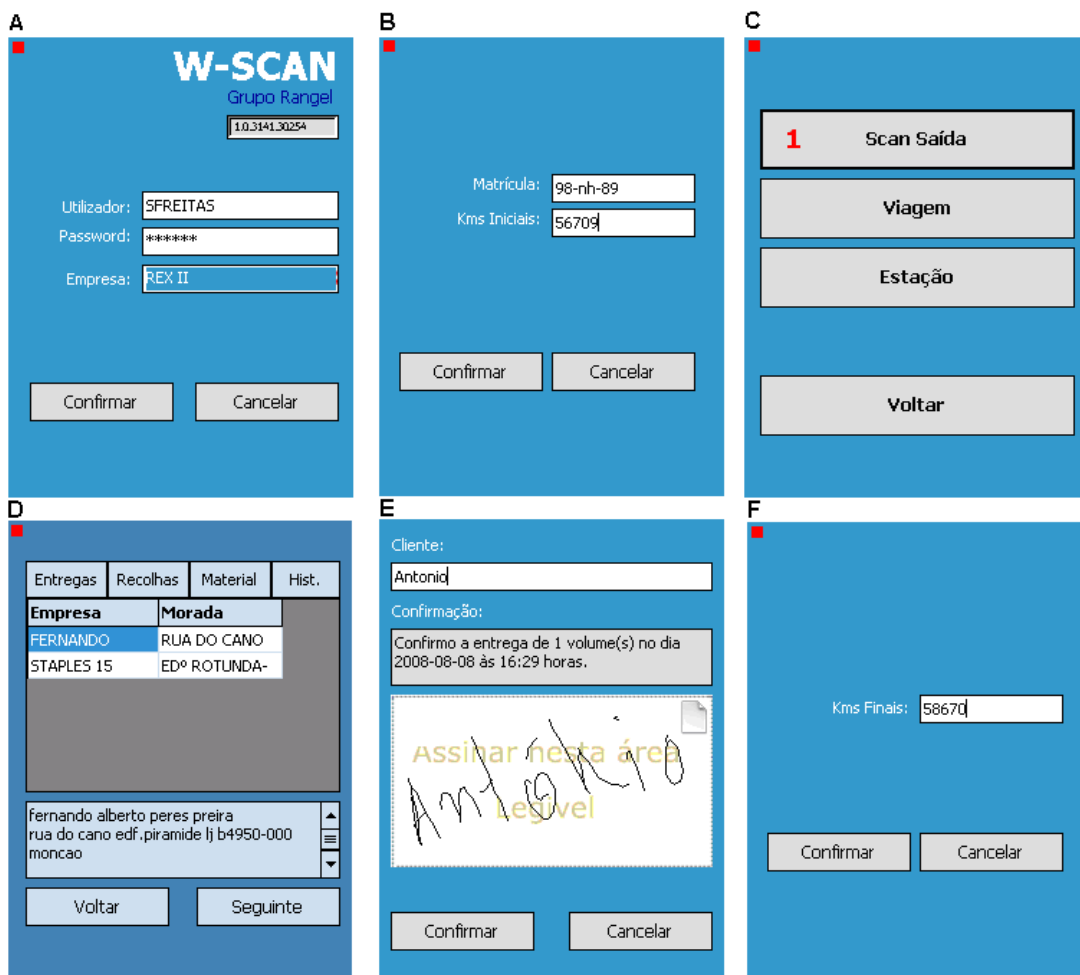 A
W-SCAN
Grupo Rangel
1.0.3141.30254
Utilizador: SFREITAS
Password: ******
Empresa: REX II
Confirmar Cancelar
B
Matrícula: 98-nh-89
Kms Iniciais: 56709
Confirmar Cancelar
C
1 Scan Saída
Viagem
Estação
Voltar
D
Entregas Recolhas Material Hist.
Empresa Morada
FERNANDO RUA DO CANO
STAPLES 15 EDº ROTUNDA-
fernando alberto peres preira
rua do cano edf.piramide lj b4950-000
moncao
Voltar Seguinte
E
Cliente:
Antonio
Confirmação:
Confirmo a entrega de 1 volume(s) no dia
2008-08-08 às 16:29 horas.
Assinar nesta área
Legivel
António
Confirmar Cancelar
F
Kms Finais: 58670
Confirmar Cancelar